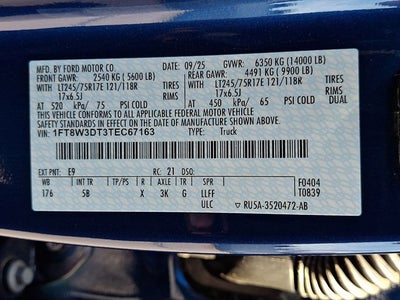 MFD. BY FORD MOTOR CO. 09/25 GVWR: 6350 KG (14000 LB)
FRONT GAWR: 2540 KG ( 5600 LB) REAR GAWR: 4491 KG ( 9900 LB)
LT245/75R17E 121/118R TIRES LT245/75R17E 121/118R TIRES
17x6.5J RIMS 17x6.5J RIMS
AT 520 kPa/ 75 PSI COLD AT 450 kPa/ 65 PSI COLD
THIS VEHICLE CONFORMS TO ALL APPLICABLE FEDERAL MOTOR VEHICLE
SAFETY STANDARDS IN EFFECT ON THE DATE OF MANUFACTURE SHOWN ABOVE.
VIN: 1FT8W3DT3TEC67163 TYPE: Truck
EXT PNT: E9 RC: 21 DSO: F0404
WB INT TR TP/PS R AXLE TR SPR T0839
176 5B X 3K G LLFF
ULC RU5A-3520472-AB